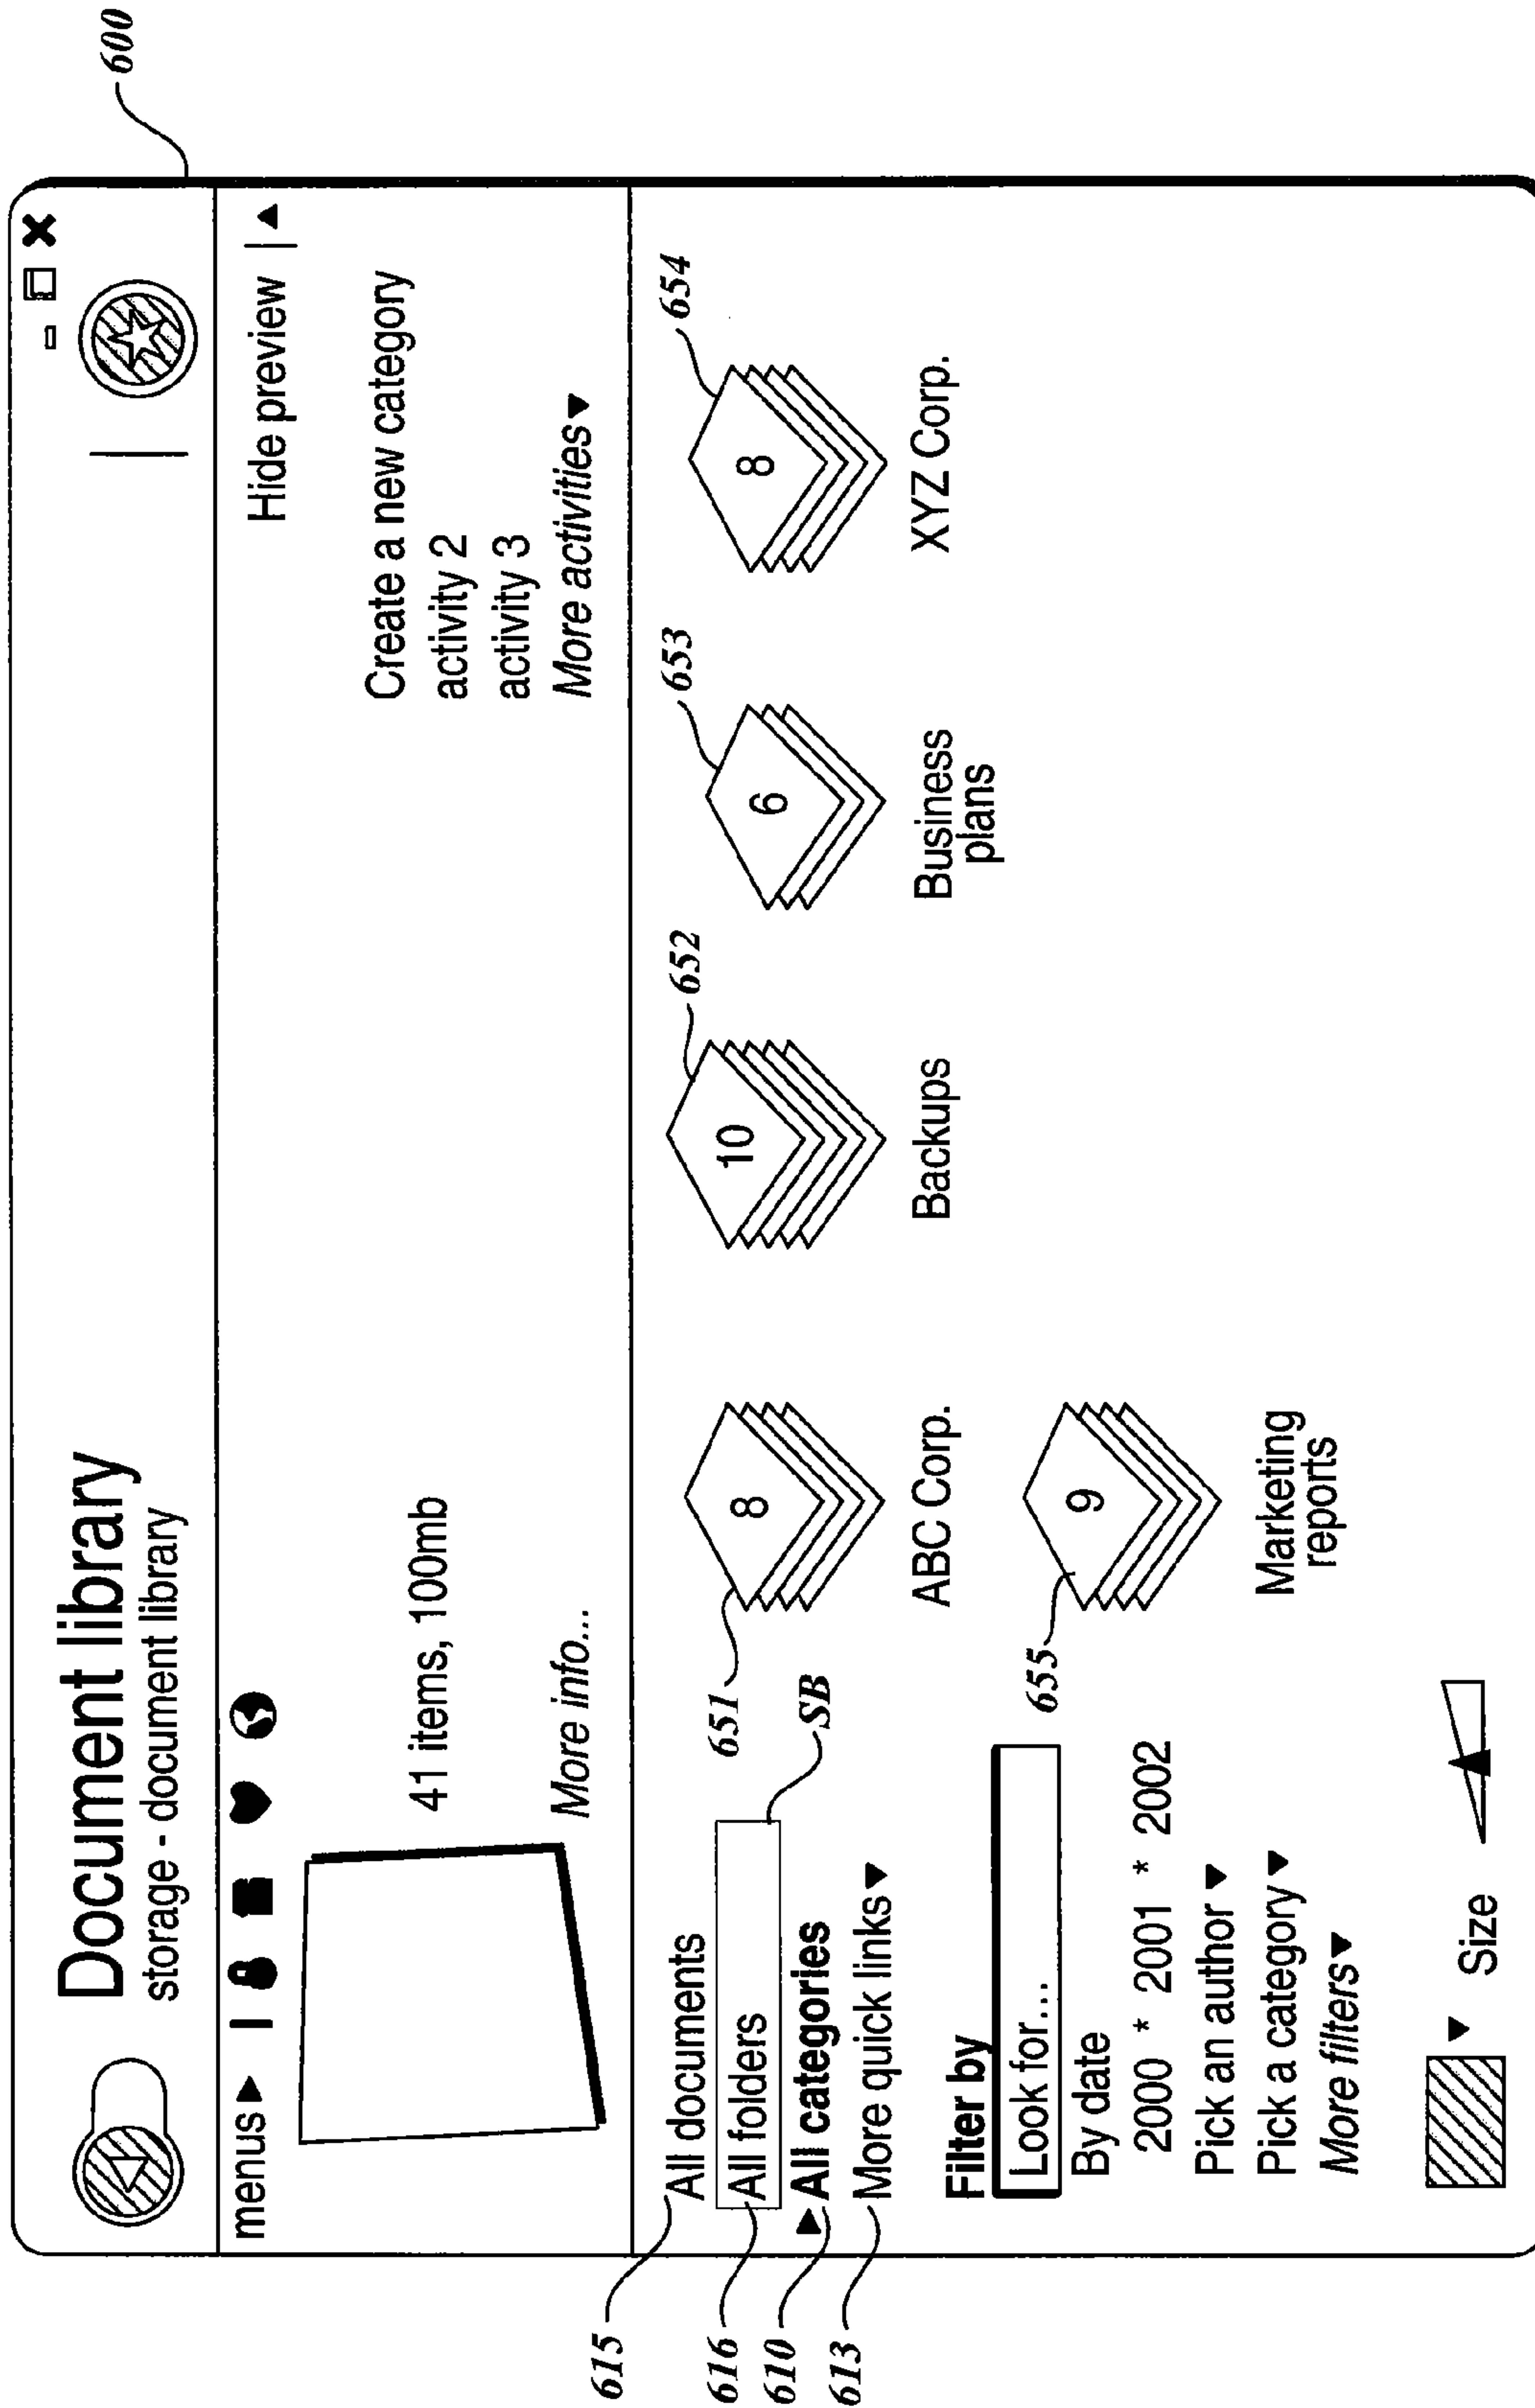 600
Document library
storage - document library
menus
Hide preview
41 items, 100mb
More info...
Create a new category
activity 2
activity 3
More activities
615
All documents
616
All folders
SB
610
All categories
613
More quick links
Filter by
Look for...
By date
2000 * 2001 * 2002
Pick an author
Pick a category
More filters
Size
651
8
ABC Corp.
652
10
Backups
653
6
Business
plans
654
8
XYZ Corp.
655
9
Marketing
reports